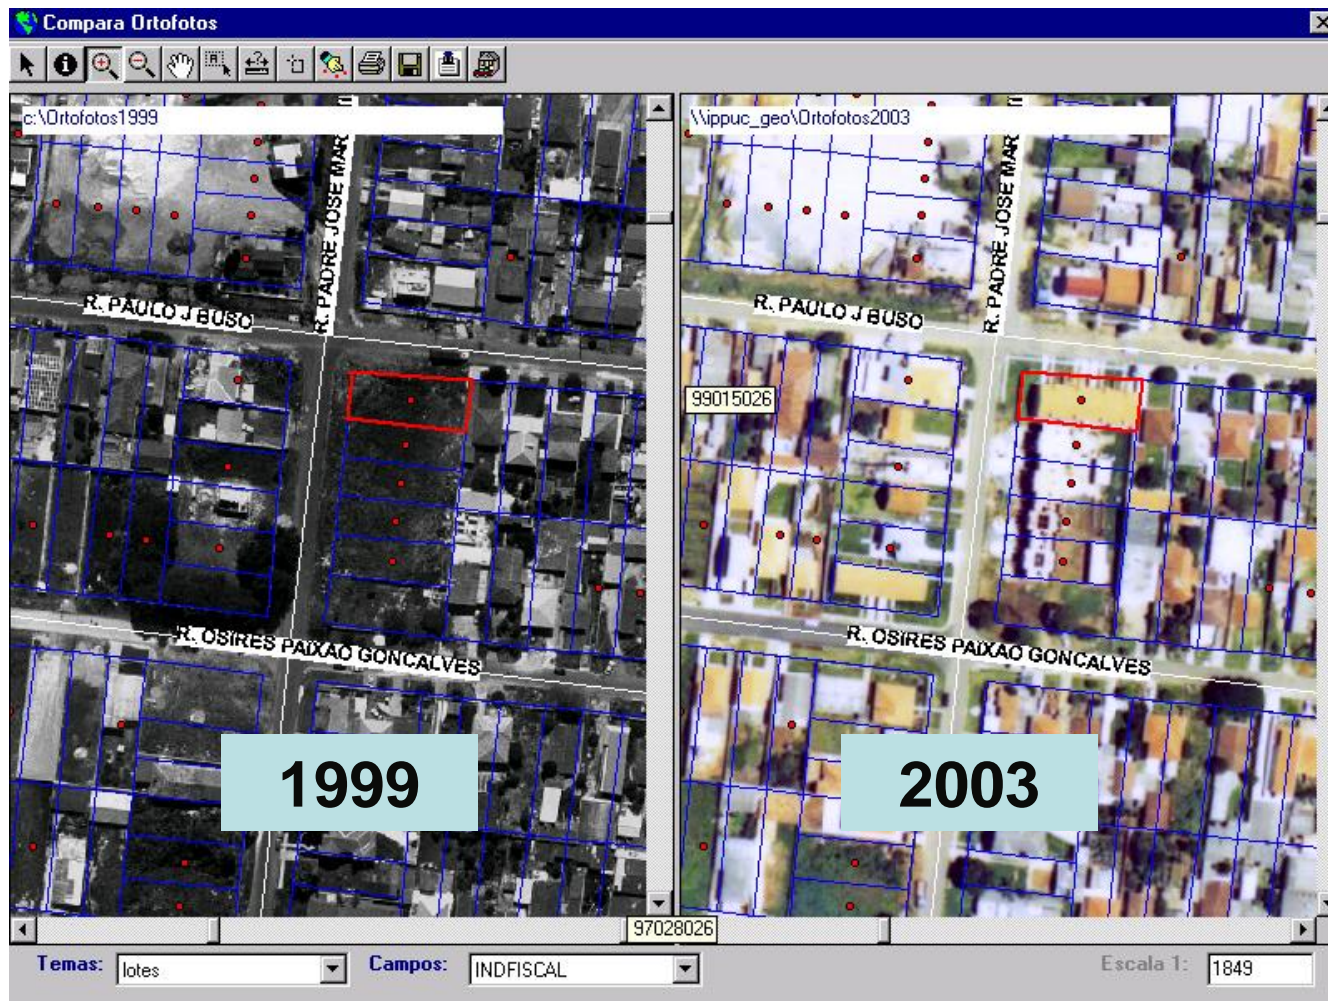 Compara Ortofotos
c:\Ortofotos1999
\\ippuc_geo\Ortofotos2003
R. PADRE JOSE MAR
R. PADRE JOSE MAR
R. PAULO J BUSO
R. PAULO J BUSO
99015026
R. OSIRES PAIXAO GONCALVES
R. OSIRES PAIXAO GONCALVES
1999
2003
97028026
Temas:
lotes
Campos:
INDFISCAL
Escala 1:
1849